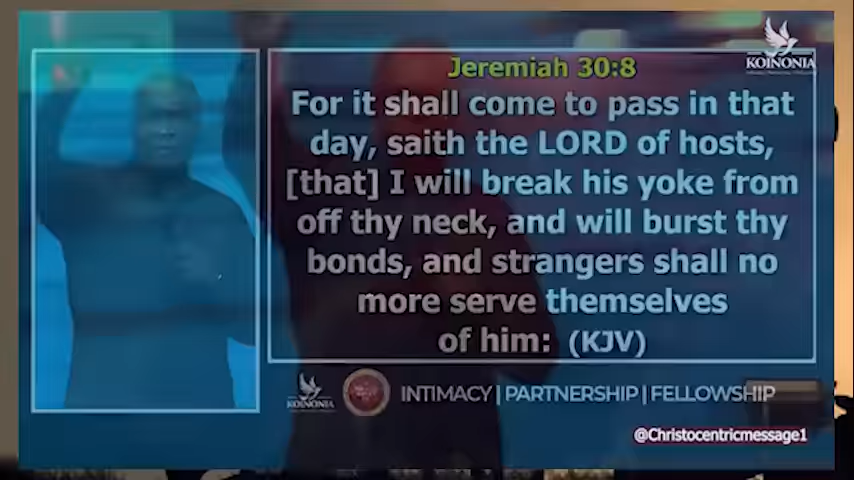 KOINONIA
Jeremiah 30:8
For it shall come to pass in that
day, saith the LORD of hosts,
[that] I will break his yoke from
off thy neck, and will burst thy
bonds, and strangers shall no
more serve themselves
of him: (KJV)
KOINONIA
INTIMACY | PARTNERSHIP | FELLOWSHIP
@Christocentricmessage1